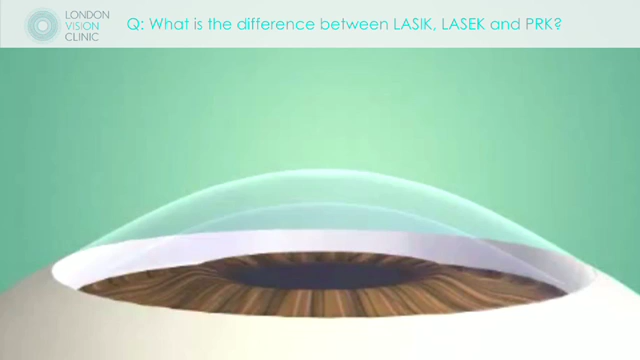 LONDON
VISION
CLINIC
Q: What is the difference between LASIK, LASEK and PRK?